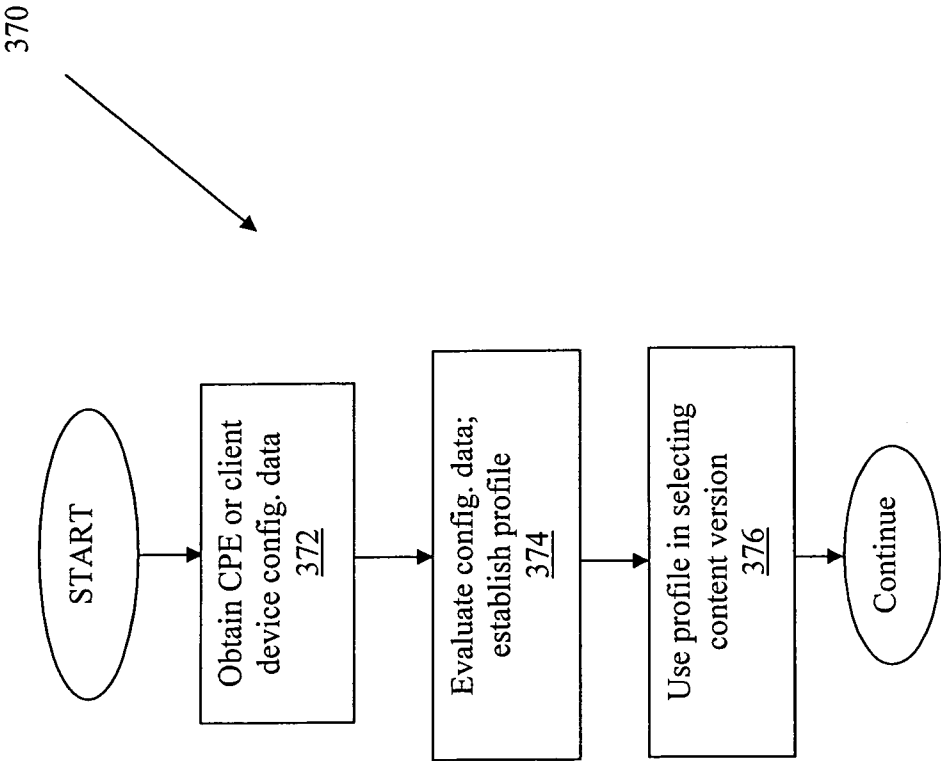 370
START
Obtain CPE or client
device config. data
372
Evaluate config. data;
establish profile
374
Use profile in selecting
content version
376
Continue